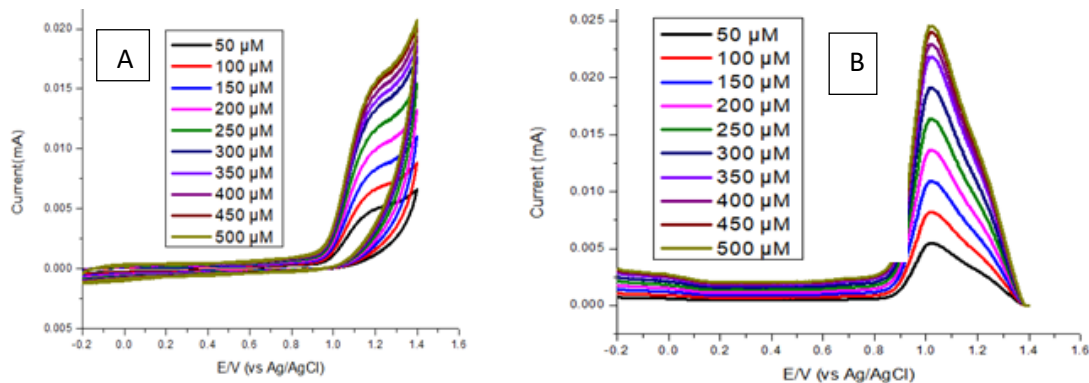 A
50 µM
100 µM
150 µM
200 µM
250 µM
300 µM
350 µM
400 µM
450 µM
500 µM
0.020
0.015
0.010
0.005
0.000
0.005
Current(mA)
-0.2 0.0 0.2 0.4 0.6 0.8 1.0 1.2 1.4 1.6
E/V (vs Ag/AgCl)
B
50 µM
100 µM
150 µM
200 µM
250 µM
300 µM
350 µM
400 µM
450 µM
500 µM
0.025
0.020
0.015
0.010
0.005
0.000
Current (mA)
-0.2 0.0 0.2 0.4 0.6 0.8 1.0 1.2 1.4 1.6
E/V (vs Ag/AgCl)